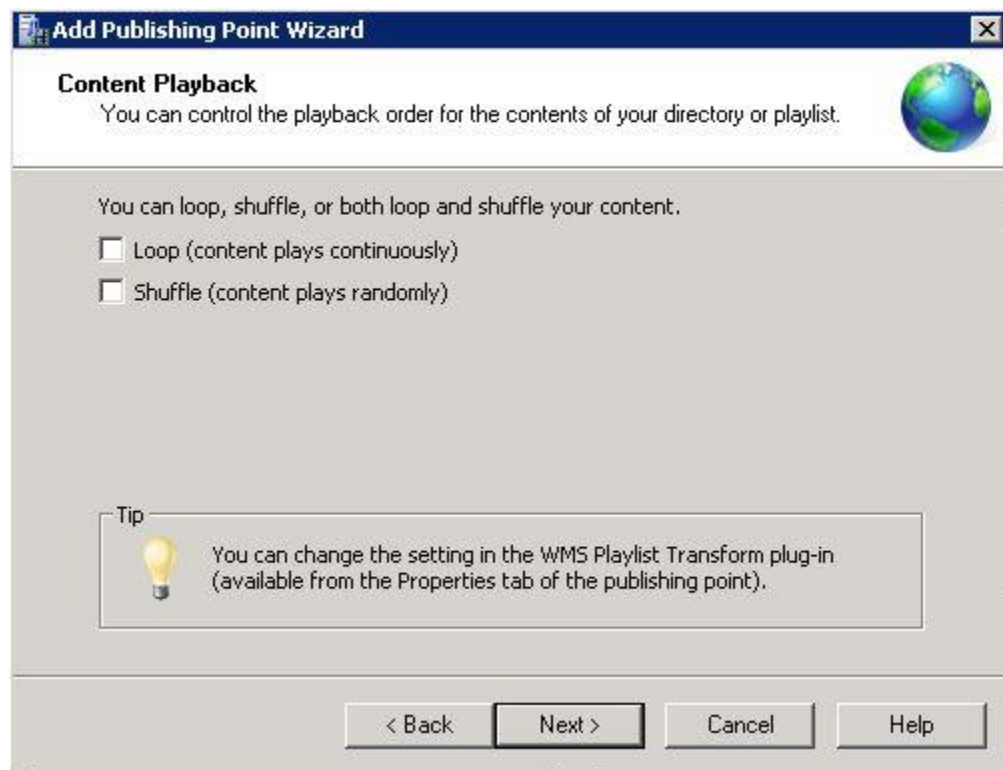 Add Publishing Point Wizard
Content Playback
You can control the playback order for the contents of your directory or playlist.
You can loop, shuffle, or both loop and shuffle your content.
Loop (content plays continuously)
Shuffle (content plays randomly)
Tip
You can change the setting in the WMS Playlist Transform plug-in
(available from the Properties tab of the publishing point).
< Back
Next >
Cancel
Help